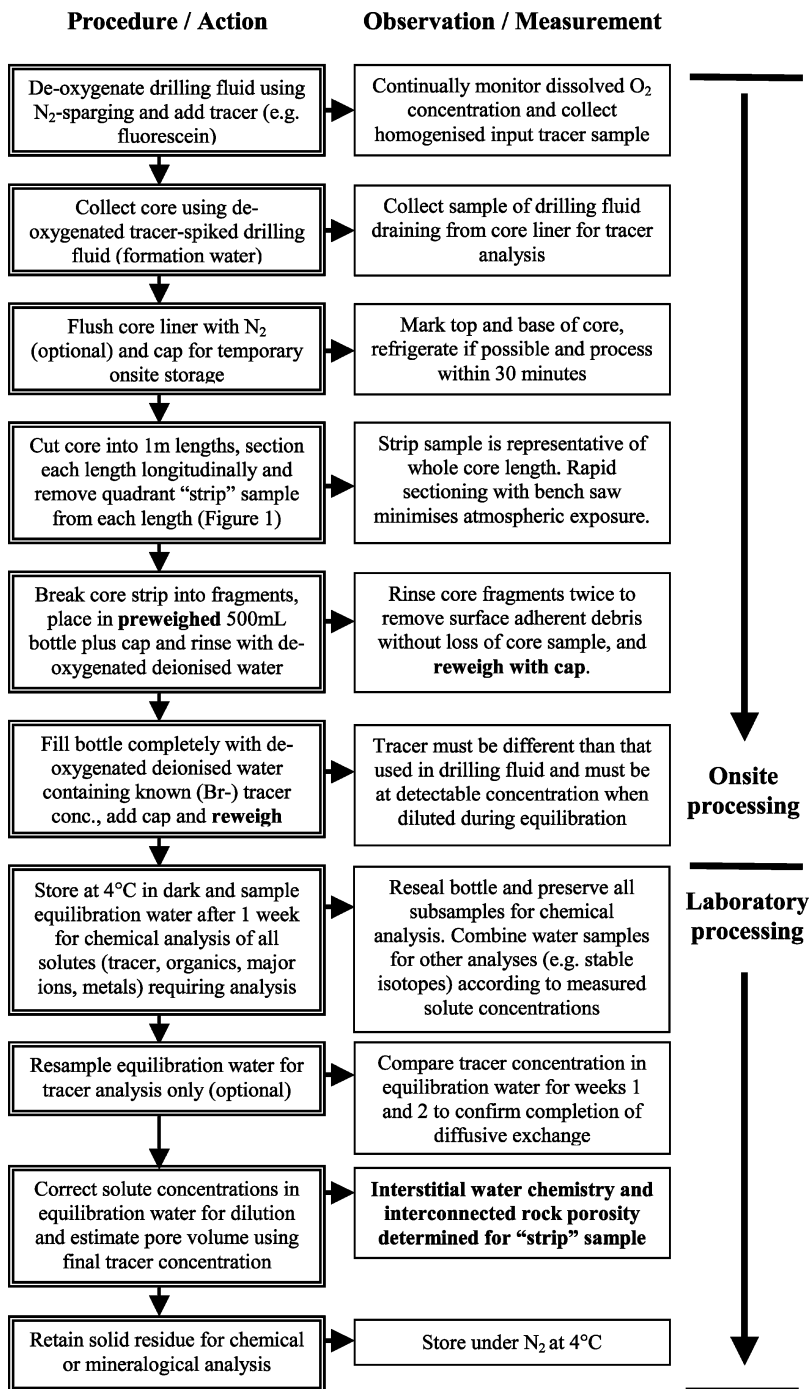 Procedure / Action
Observation / Measurement
De-oxygenate drilling fluid using
N2-sparging and add tracer (e.g.
fluorescein)
Continually monitor dissolved O2
concentration and collect
homogenised input tracer sample
Collect core using de-
oxygenated tracer-spiked drilling
fluid (formation water)
Collect sample of drilling fluid
draining from core liner for tracer
analysis
Flush core liner with N2
(optional) and cap for temporary
onsite storage
Mark top and base of core,
refrigerate if possible and process
within 30 minutes
Cut core into 1m lengths, section
each length longitudinally and
remove quadrant “strip” sample
from each length (Figure 1)
Strip sample is representative of
whole core length. Rapid
sectioning with bench saw
minimises atmospheric exposure.
Break core strip into fragments,
place in preweighed 500mL
bottle plus cap and rinse with de-
oxygenated deionised water
Rinse core fragments twice to
remove surface adherent debris
without loss of core sample, and
reweigh with cap.
Fill bottle completely with de-
oxygenated deionised water
containing known (Br-) tracer
conc., add cap and reweigh
Tracer must be different than that
used in drilling fluid and must be
at detectable concentration when
diluted during equilibration
Onsite
processing
Store at 4°C in dark and sample
equilibration water after 1 week
for chemical analysis of all
solutes (tracer, organics, major
ions, metals) requiring analysis
Reseal bottle and preserve all
subsamples for chemical
analysis. Combine water samples
for other analyses (e.g. stable
isotopes) according to measured
solute concentrations
Laboratory
processing
Resample equilibration water for
tracer analysis only (optional)
Compare tracer concentration in
equilibration water for weeks 1
and 2 to confirm completion of
diffusive exchange
Correct solute concentrations in
equilibration water for dilution
and estimate pore volume using
final tracer concentration
Interstitial water chemistry and
interconnected rock porosity
determined for “strip” sample
Retain solid residue for chemical
or mineralogical analysis
Store under N2 at 4°C